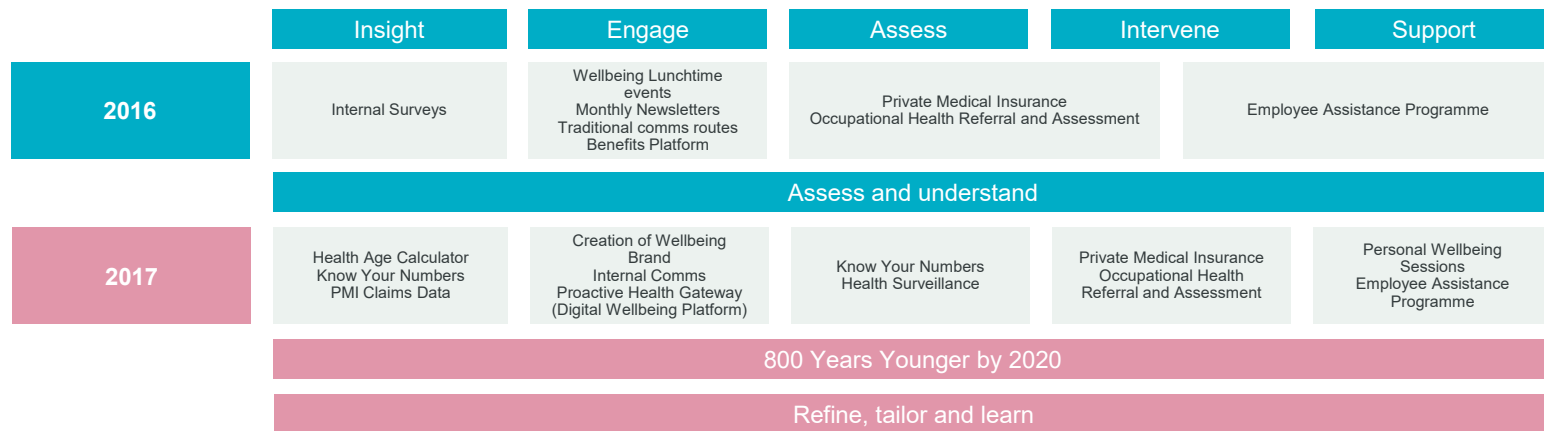 Insight
Engage
Assess
Intervene
Support
2016
Internal Surveys
Wellbeing Lunchtime
events
Monthly Newsletters
Traditional comms routes
Benefits Platform
Private Medical Insurance
Occupational Health Referral and Assessment
Employee Assistance Programme
Assess and understand
2017
Health Age Calculator
Know Your Numbers
PMI Claims Data
Creation of Wellbeing
Brand
Internal Comms
Proactive Health Gateway
(Digital Wellbeing Platform)
Know Your Numbers
Health Surveillance
Private Medical Insurance
Occupational Health
Referral and Assessment
Personal Wellbeing
Sessions
Employee Assistance
Programme
800 Years Younger by 2020
Refine, tailor and learn